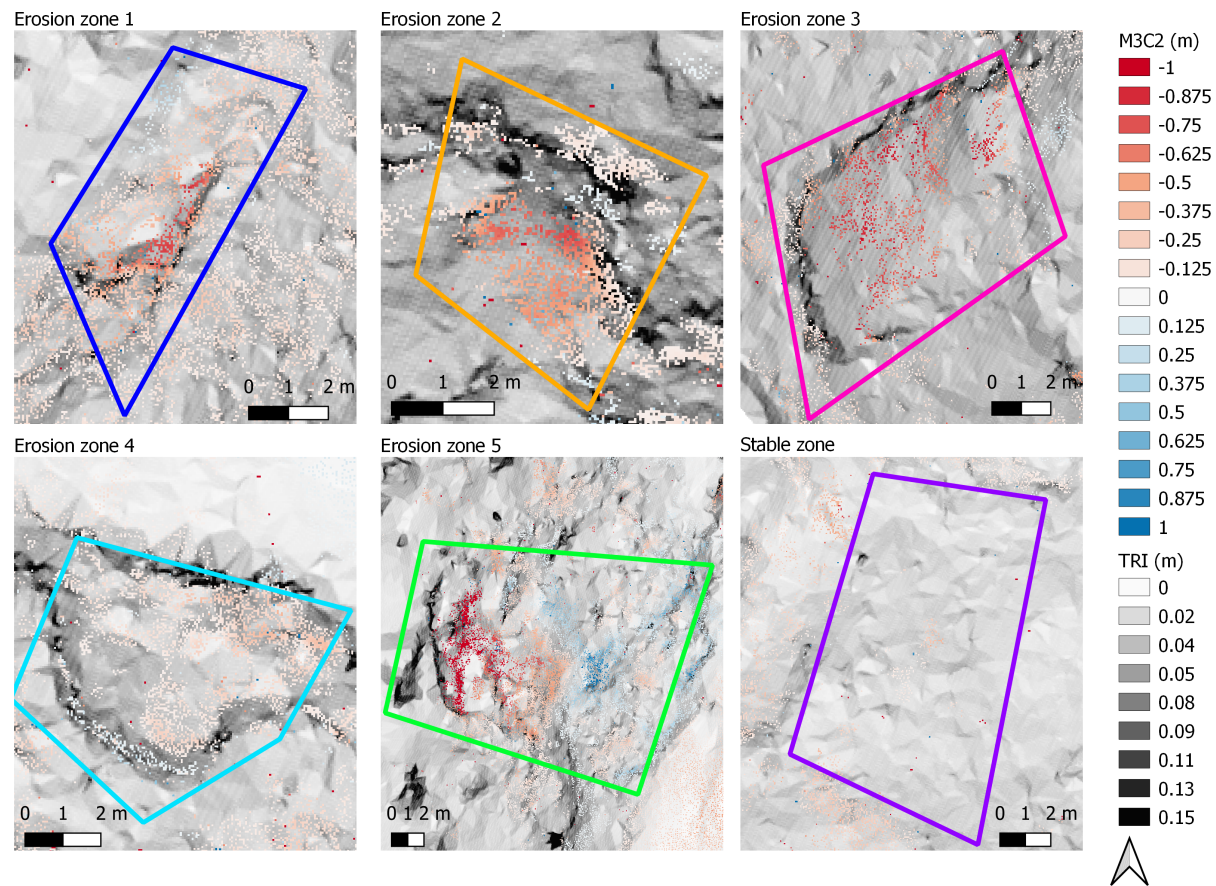 Erosion zone 1
Erosion zone 2
Erosion zone 3
0 1 2 m
0 1 2 m
0 1 2 m
Erosion zone 4
Erosion zone 5
Stable zone
0 1 2 m
0 1 2 m
0 1 2 m
M3C2 (m)
-1
-0.875
-0.75
-0.625
-0.5
-0.375
-0.25
-0.125
0
0.125
0.25
0.375
0.5
0.625
0.75
0.875
1
TRI (m)
0
0.02
0.04
0.05
0.08
0.09
0.11
0.13
0.15